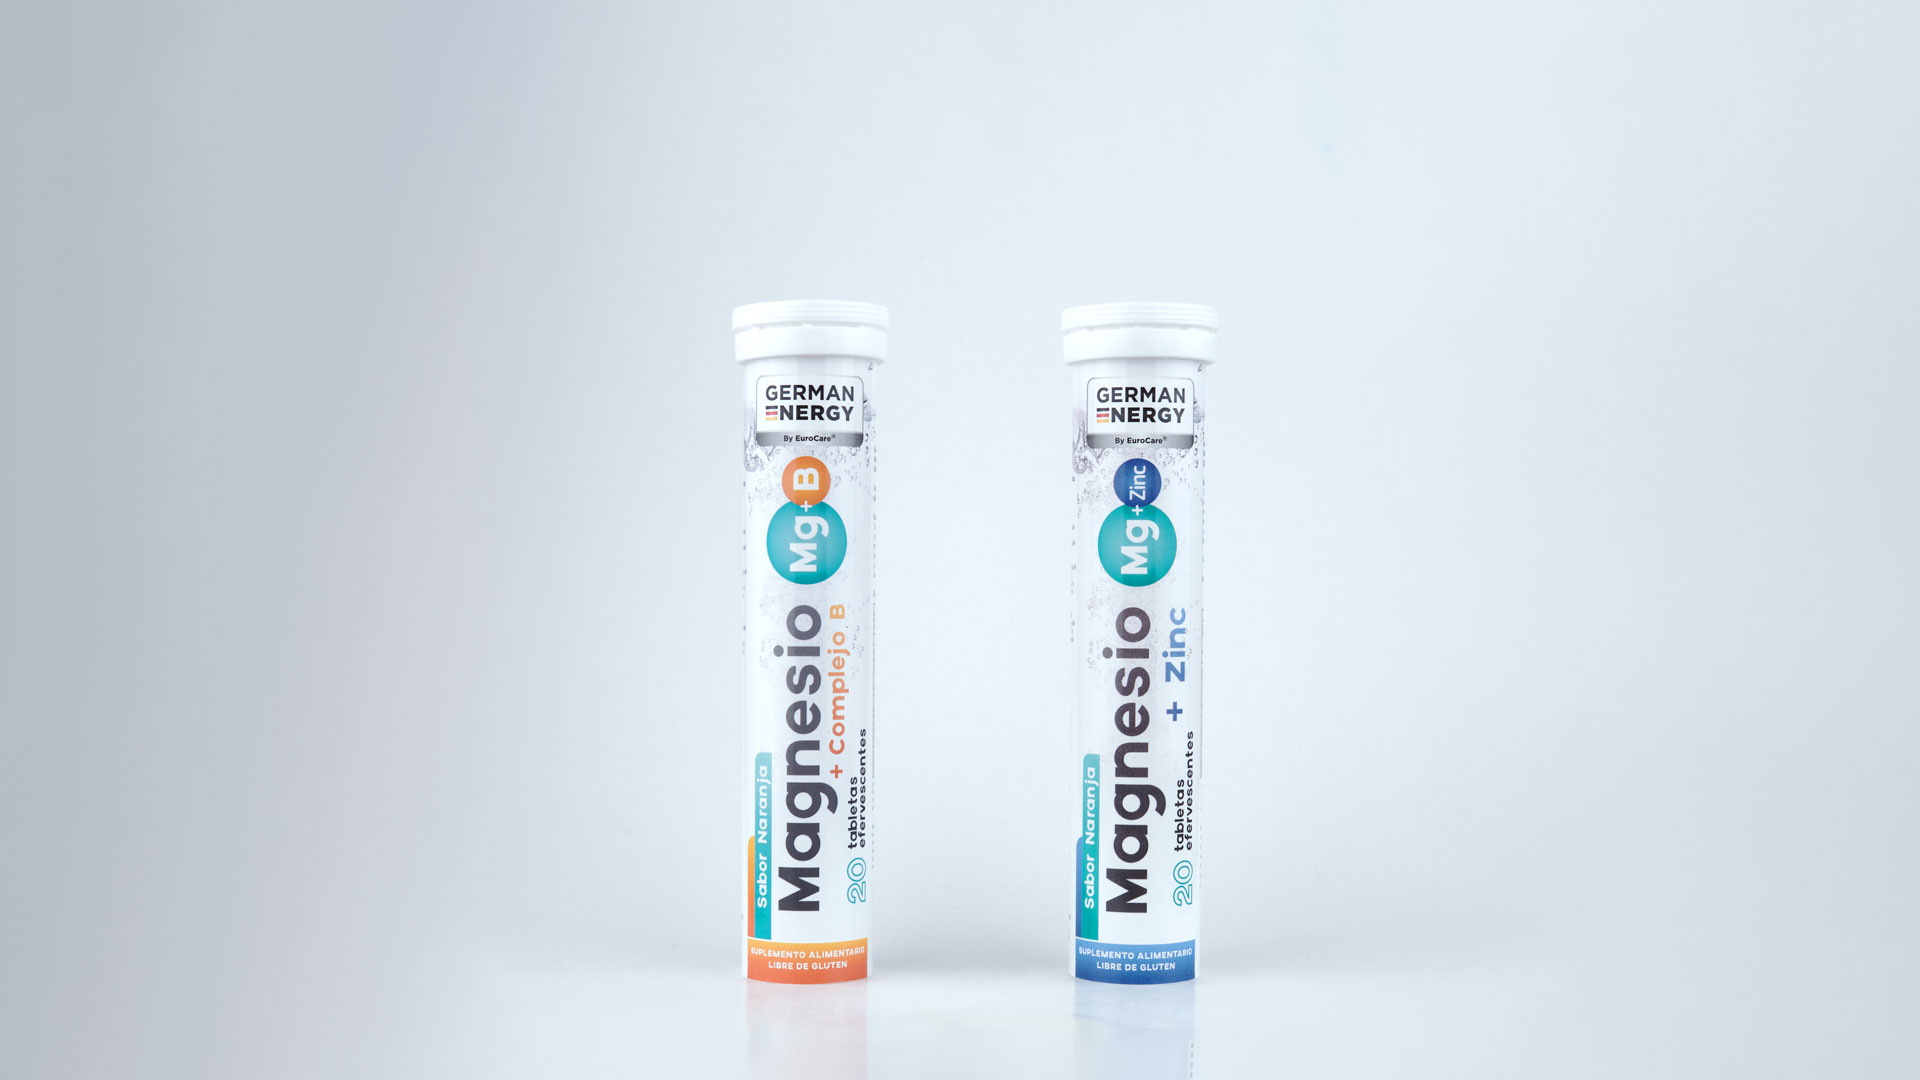 GERMAN
ENERGY
By EuroCare®
Mg+B
Magnesio
+ Complejo B
Sabor Naranja
20 tabletas
efervescentes
SUPLEMENTO ALIMENTARIO
LIBRE DE GLUTEN
GERMAN
ENERGY
By EuroCare®
Mg+Zinc
Magnesio
+ Zinc
Sabor Naranja
20 tabletas
efervescentes
SUPLEMENTO ALIMENTARIO
LIBRE DE GLUTEN